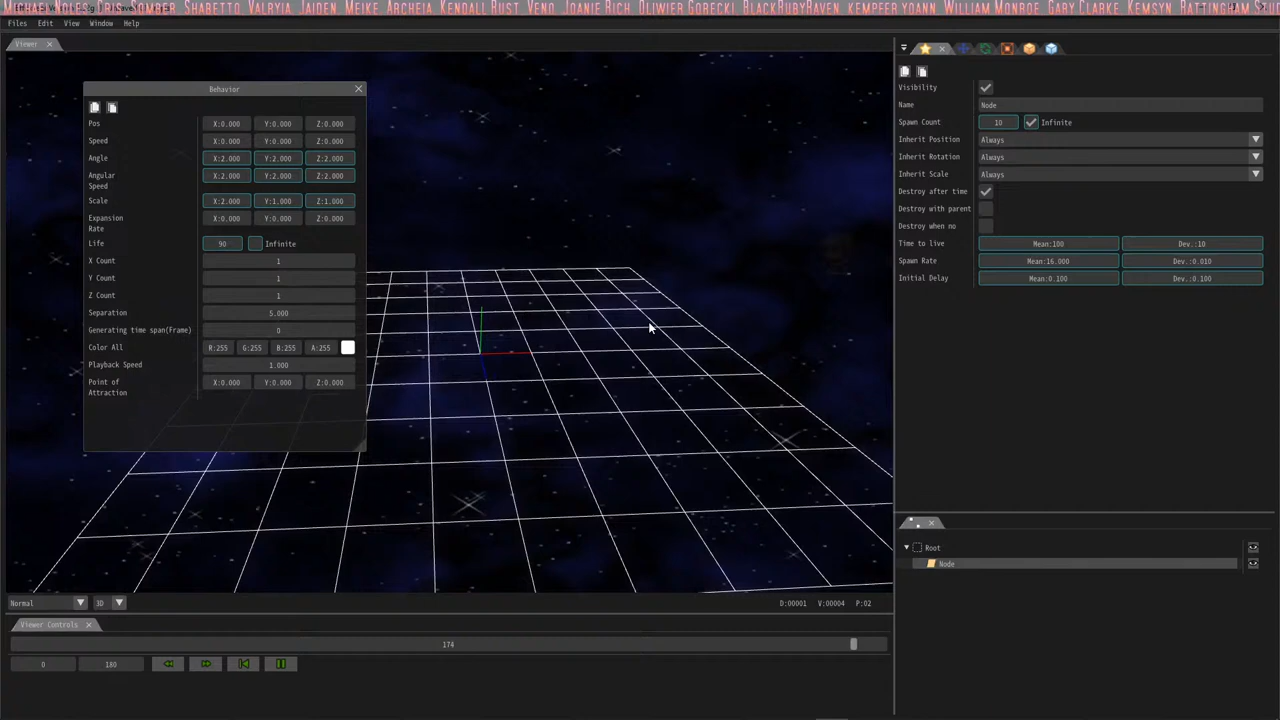 MICHAEL NOLES DRAGONHOMER SHABETTO VALRYIA JAIDEN MEIKE ARCHEIA KENDALL RUST VENO JOANIE RICH OLIWIER GORECKI BLACKRUBYRAVEN KEMPFEER YOANN WILLIAM MONROE GARY CLARKE KEMSYN BATTINGHAM
Files Edit View Window Help
Viewer
Behavior
Pos X:0.000 Y:0.000 Z:0.000
Speed X:0.000 Y:0.000 Z:0.000
Angle X:2.000 Y:2.000 Z:2.000
Angular Speed X:2.000 Y:2.000 Z:2.000
Scale X:2.000 Y:1.000 Z:1.000
Expansion Rate X:0.000 Y:0.000 Z:0.000
Life 90 Infinite
X Count 1
Y Count 1
Z Count 1
Separation 5.000
Generating time span(Frame) 0
Color All R:255 G:255 B:255 A:255
Playback Speed 1.000
Point of Attraction X:0.000 Y:0.000 Z:0.000
Visibility
Name Node
Spawn Count 10 Infinite
Inherit Position Always
Inherit Rotation Always
Inherit Scale Always
Destroy after time
Destroy with parent
Destroy when no
Time to live Mean:100 Dev.:10
Spawn Rate Mean:16.000 Dev.:0.010
Initial Delay Mean:0.100 Dev.:0.100
Root
Node
Normal 3D D:00001 V:00004 P:02
Viewer Controls
174
0 180